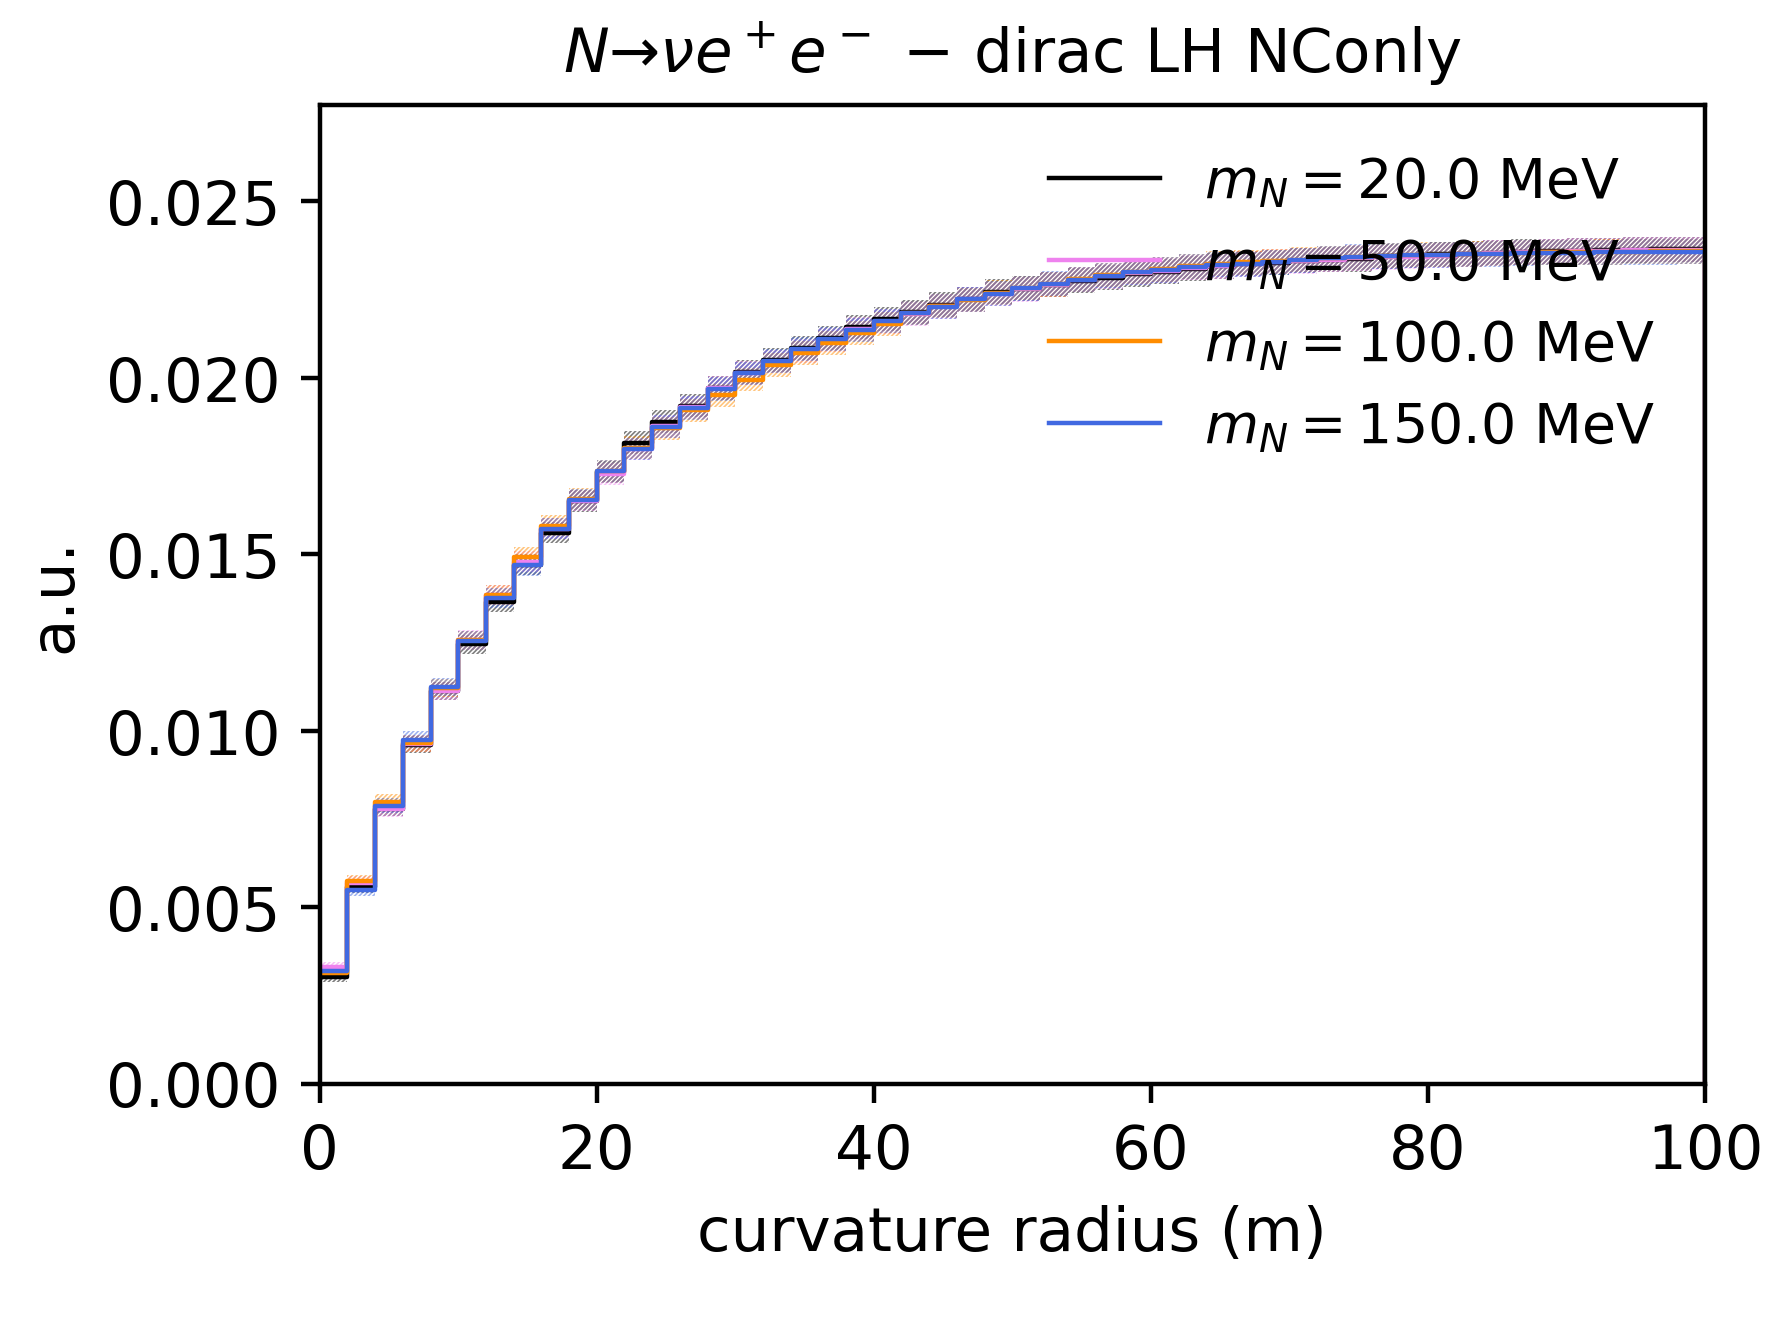 N→νe⁺e⁻ − dirac LH NConly
m_N = 20.0 MeV
m_N = 50.0 MeV
m_N = 100.0 MeV
m_N = 150.0 MeV
0.025
0.020
0.015
0.010
0.005
0.000
a.u.
0 20 40 60 80 100
curvature radius (m)